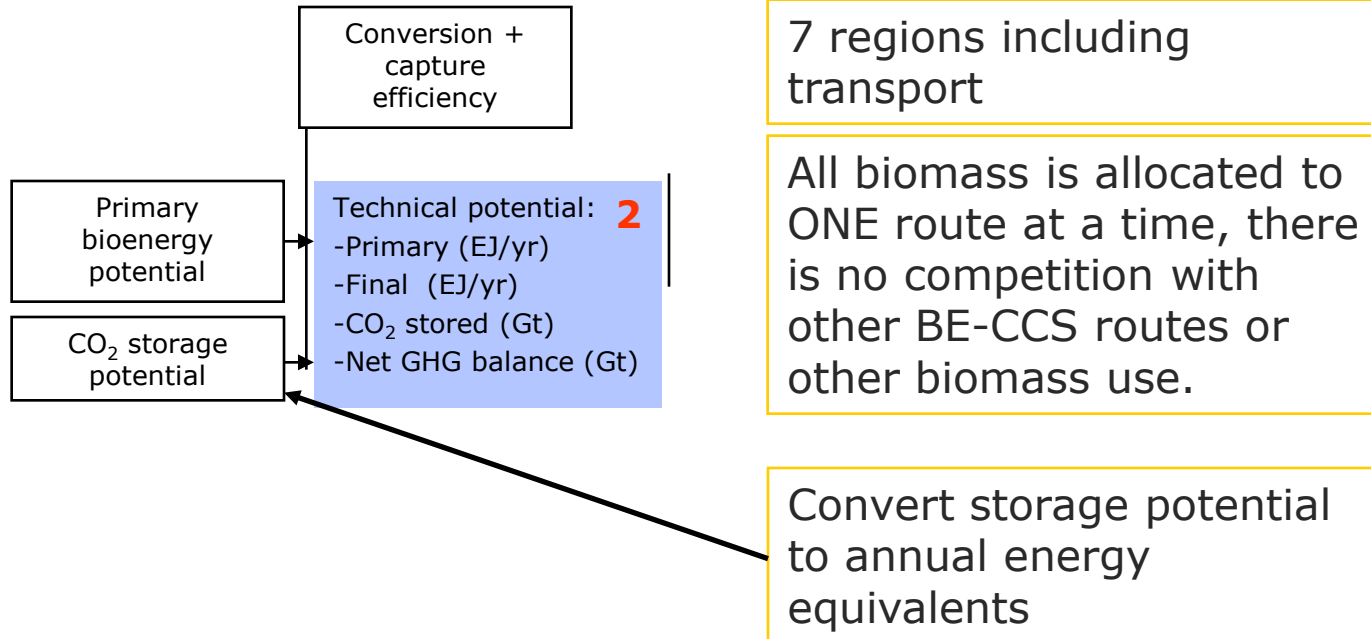 Conversion +
capture
efficiency
Primary
bioenergy
potential
CO₂ storage
potential
Technical potential: 2
-Primary (EJ/yr)
-Final (EJ/yr)
-CO₂ stored (Gt)
-Net GHG balance (Gt)
7 regions including
transport
All biomass is allocated to
ONE route at a time, there
is no competition with
other BE-CCS routes or
other biomass use.
Convert storage potential
to annual energy
equivalents